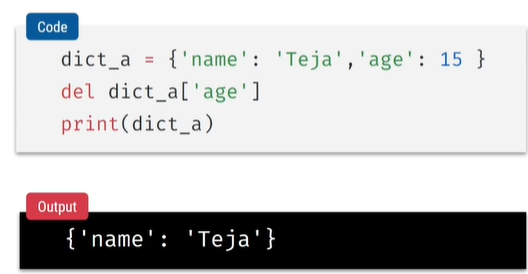 Code
dict_a = {'name': 'Teja','age': 15 }
del dict_a['age']
print(dict_a)
Output
{'name': 'Teja'}